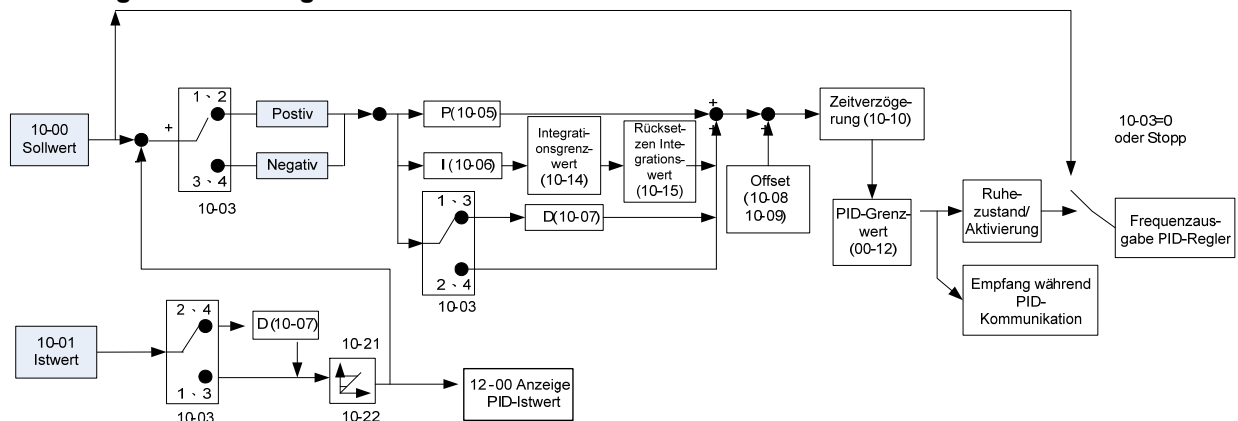 10-00
Sollwert
+
1、2
3、4
10-03
Postiv
Negativ
P(10-05)
I (10-06)
Integrati-
onsgrenz-
wert
(10-14)
Rückset-
zen Inte-
grations-
wert
(10-15)
1、3
2、4
10-03
D(10-07)
+
Offset
(10-08
10-09)
Zeitverzöge-
rung (10-10)
PID-Grenz-
wert
(00-12)
Ruhe-
zustand/
Aktivierung
Empfang während
PID-
Kommunikation
10-03=0
oder Stopp
Frequenzaus-
gabe PID-Regler
10-01
Istwert
2、4
1、3
10-03
D(10-07)
10-21
10-22
12-00 Anzeige
PID-Istwert